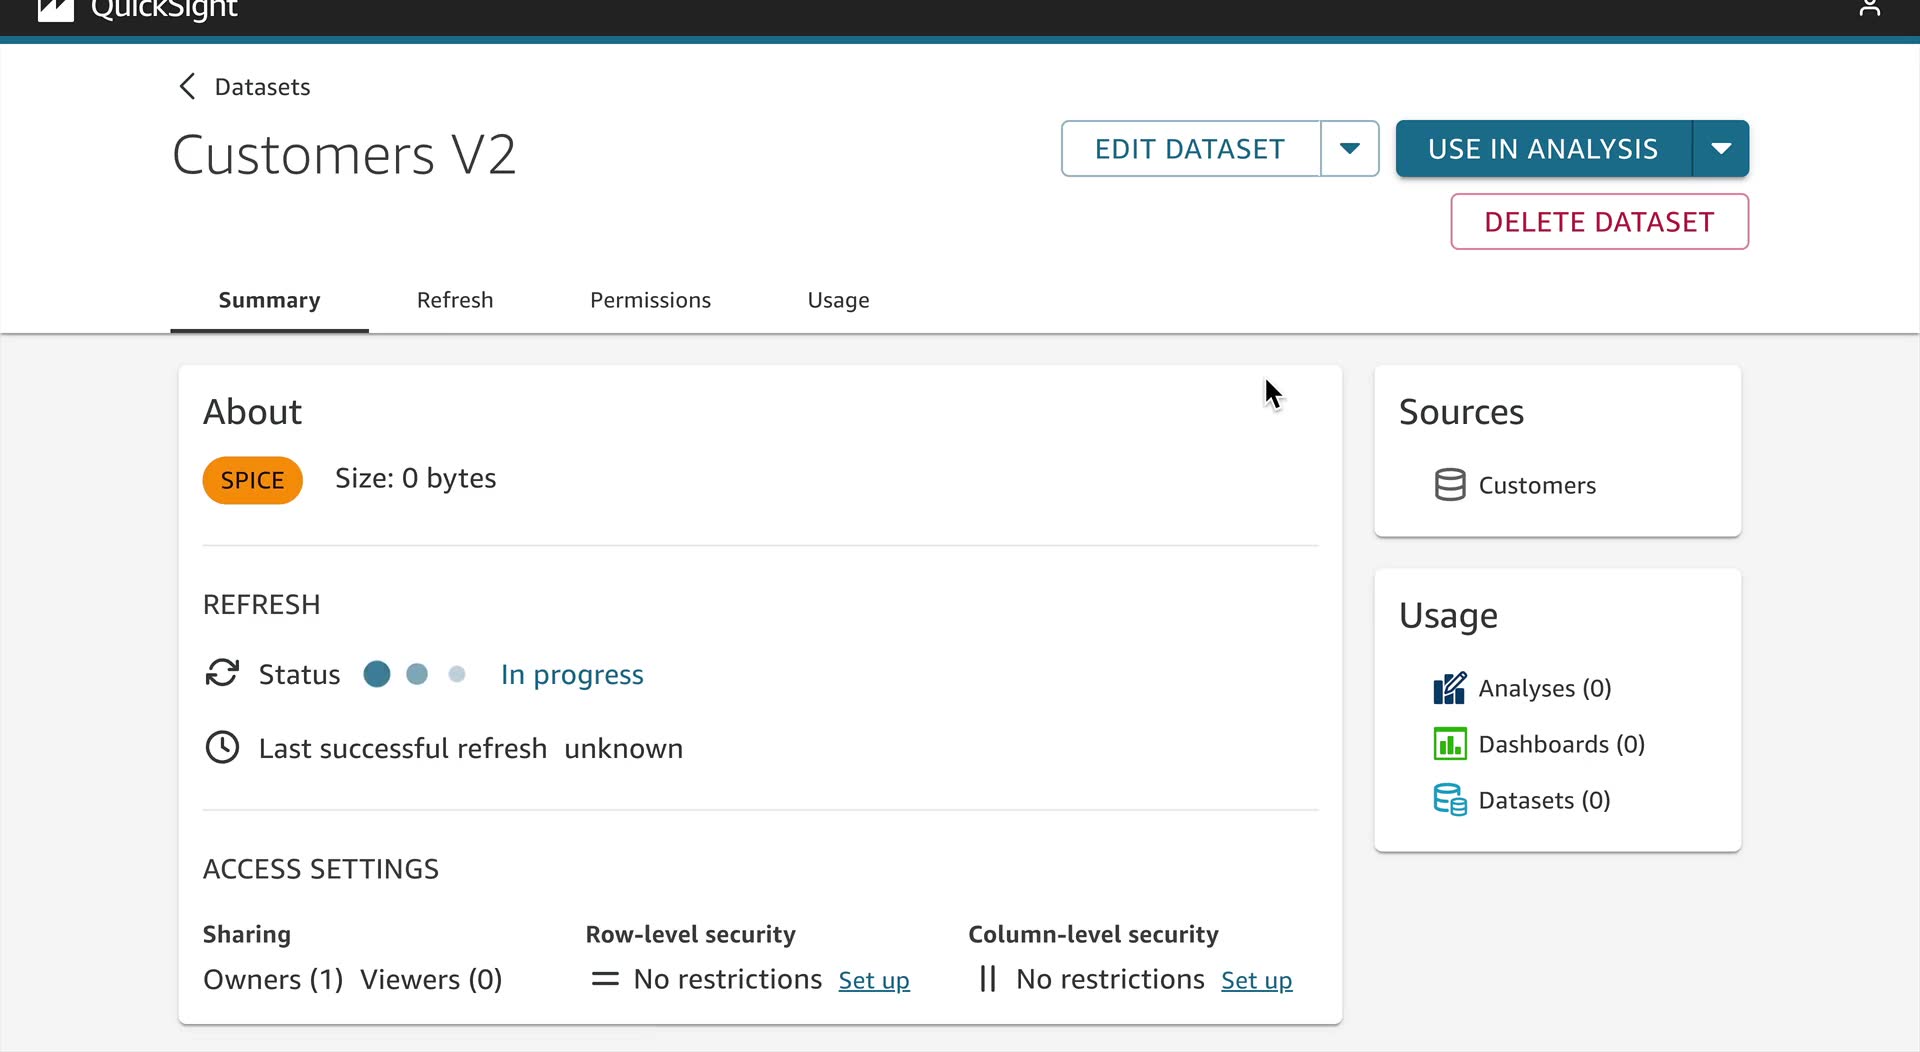 QuickSight
Datasets
Customers V2
EDIT DATASET
USE IN ANALYSIS
DELETE DATASET
Summary
Refresh
Permissions
Usage
About
SPICE
Size: 0 bytes
REFRESH
Status
In progress
Last successful refresh unknown
ACCESS SETTINGS
Sharing
Owners (1) Viewers (0)
Row-level security
No restrictions Set up
Column-level security
No restrictions Set up
Sources
Customers
Usage
Analyses (0)
Dashboards (0)
Datasets (0)